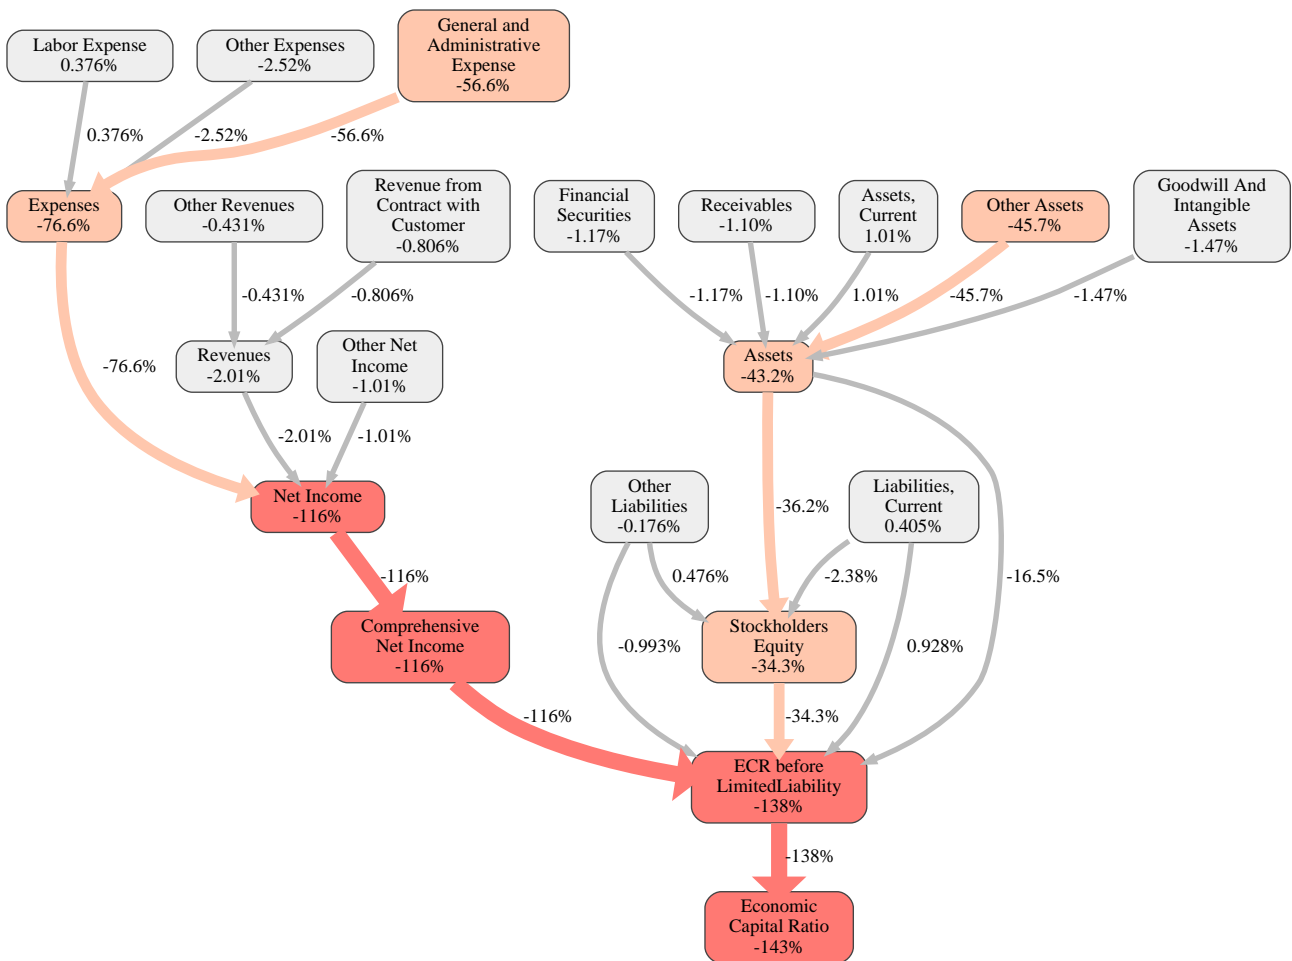 Labor Expense
0.376%
Other Expenses
-2.52%
General and
Administrative
Expense
-56.6%
0.376%
-2.52%
-56.6%
Expenses
-76.6%
Other Revenues
-0.431%
Revenue from
Contract with
Customer
-0.806%
Financial
Securities
-1.17%
Receivables
-1.10%
Assets,
Current
1.01%
Other Assets
-45.7%
Goodwill And
Intangible
Assets
-1.47%
-0.431%
-0.806%
-1.17%
-1.10%
1.01%
-45.7%
-1.47%
-76.6%
Revenues
-2.01%
Other Net
Income
-1.01%
Assets
-43.2%
-2.01%
-1.01%
Net Income
-116%
Other
Liabilities
-0.176%
-36.2%
Liabilities,
Current
0.405%
-116%
0.476%
-2.38%
-16.5%
Comprehensive
Net Income
-116%
-0.993%
Stockholders
Equity
-34.3%
0.928%
-116%
-34.3%
ECR before
LimitedLiability
-138%
-138%
Economic
Capital Ratio
-143%